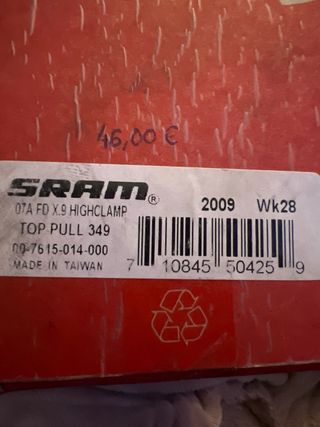 46,00 €
SRAM®
2009 Wk28
07A FD X.9 HIGHCLAMP
TOP PULL 349
00-7615-014-000
MADE IN TAIWAN
7 10845 50425 9